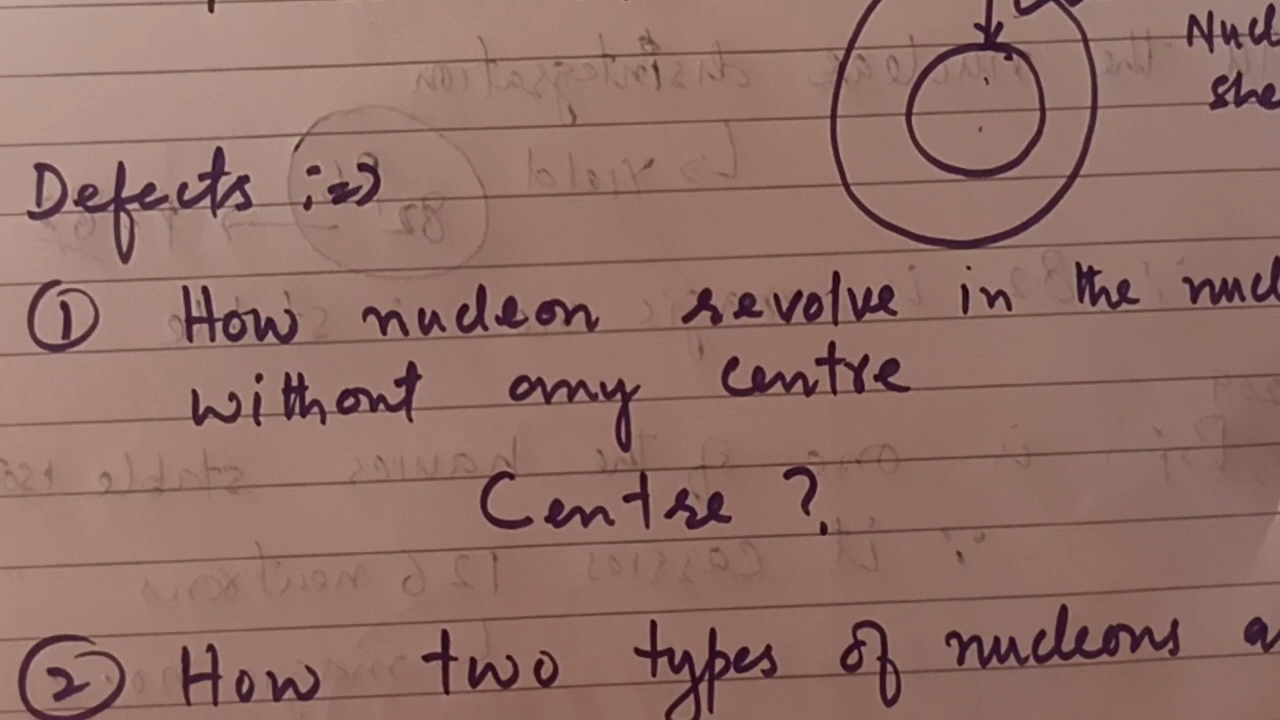 Defects :=>
① How nucleon revolve in the nucl
without any centre
Centre ?
② How two types of nucleons a
Nucl
she